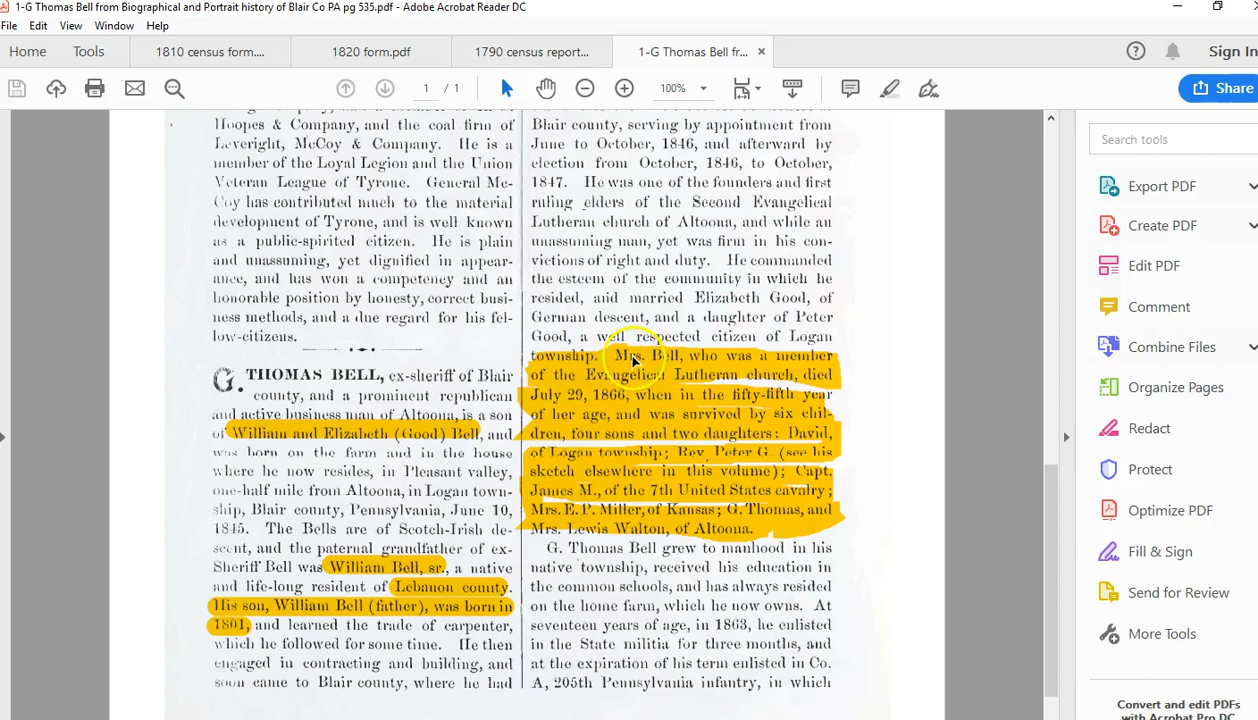 1-G Thomas Bell from Biographical and Portrait history of Blair Co PA pg 535.pdf - Adobe Acrobat Reader DC
File Edit View Window Help
Home Tools 1810 census form.... 1820 form.pdf 1790 census report... 1-G Thomas Bell fr... ×
Sign In
1 / 1 100% Share
Hoopes & Company, and the coal firm of
Leveright, McCoy & Company. He is a
member of the Loyal Legion and the Union
Veteran League of Tyrone. General Mc-
Coy has contributed much to the material
development of Tyrone, and is well known
as a public-spirited citizen. He is plain
and unassuming, yet dignified in appear-
ance, and has won a competency and an
honorable position by honesty, correct busi-
ness methods, and a due regard for his fel-
low-citizens.
G. THOMAS BELL, ex-sheriff of Blair
county, and a prominent republican
and active business man of Altoona, is a son
of William and Elizabeth (Good) Bell, and
was born on the farm and in the house
where he now resides, in Pleasant valley,
one-half mile from Altoona, in Logan town-
ship, Blair county, Pennsylvania, June 10,
1845. The Bells are of Scotch-Irish de-
scent, and the paternal grandfather of ex-
Sheriff Bell was William Bell, sr., a native
and life-long resident of Lebanon county.
His son, William Bell (father), was born in
1801, and learned the trade of carpenter,
which he followed for some time. He then
engaged in contracting and building, and
soon came to Blair county, where he had
Blair county, serving by appointment from
June to October, 1846, and afterward by
election from October, 1846, to October,
1847. He was one of the founders and first
ruling elders of the Second Evangelical
Lutheran church of Altoona, and while an
unassuming man, yet was firm in his con-
victions of right and duty. He commanded
the esteem of the community in which he
resided, and married Elizabeth Good, of
German descent, and a daughter of Peter
Good, a well respected citizen of Logan
township. Mrs. Bell, who was a member
of the Evangelical Lutheran church, died
July 29, 1866, when in the fifty-fifth year
of her age, and was survived by six chil-
dren, four sons and two daughters: David,
of Logan township; Rev. Peter G. (see his
sketch elsewhere in this volume); Capt.
James M., of the 7th United States cavalry;
Mrs. E. P. Miller, of Kansas; G. Thomas, and
Mrs. Lewis Walton, of Altoona.
G. Thomas Bell grew to manhood in his
native township, received his education in
the common schools, and has always resided
on the home farm, which he now owns. At
seventeen years of age, in 1863, he enlisted
in the State militia for three months, and
at the expiration of his term enlisted in Co.
A, 205th Pennsylvania infantry, in which
Search tools
Export PDF
Create PDF
Edit PDF
Comment
Combine Files
Organize Pages
Redact
Protect
Optimize PDF
Fill & Sign
Send for Review
More Tools
Convert and edit PDFs
with Acrobat Pro DC